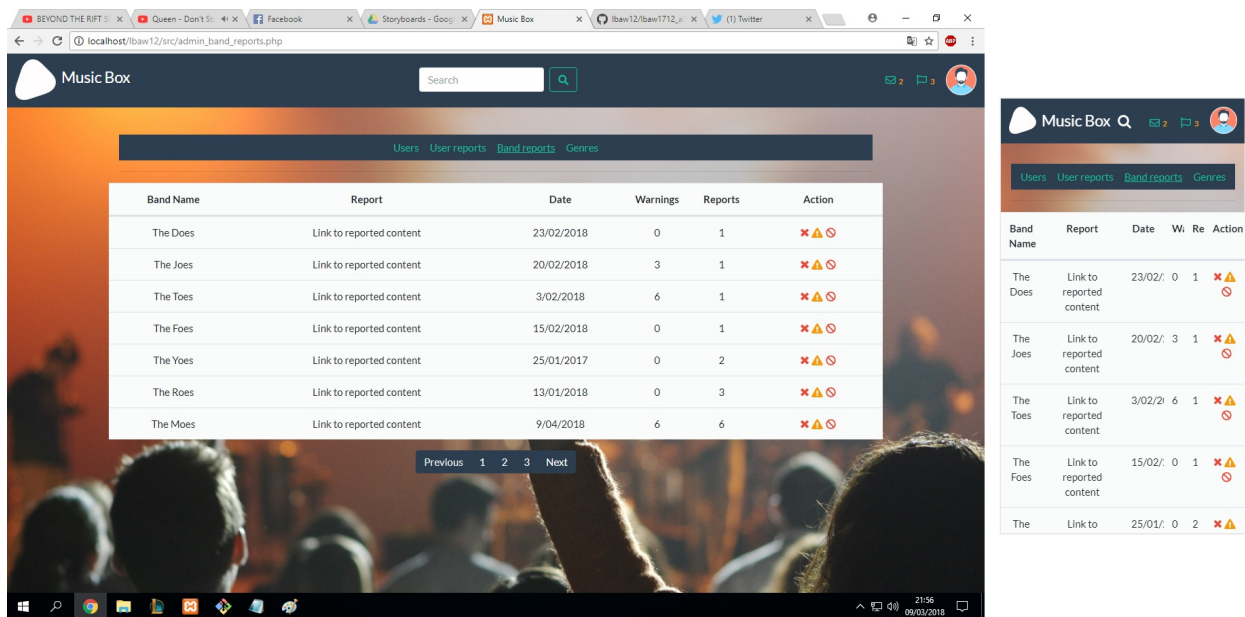 BEYOND THE RIFT Queen - Don't St Facebook Storyboards - Goog Music Box lbaw12/lbaw1712_ (1) Twitter
localhost/lbaw12/src/admin_band_reports.php ABP
Music Box Search 2 3
Users User reports Band reports Genres
Band Name Report Date Warnings Reports Action
The Does Link to reported content 23/02/2018 0 1
The Joes Link to reported content 20/02/2018 3 1
The Toes Link to reported content 3/02/2018 6 1
The Foes Link to reported content 15/02/2018 0 1
The Yoes Link to reported content 25/01/2017 0 2
The Roes Link to reported content 13/01/2018 0 3
The Moes Link to reported content 9/04/2018 6 6
Previous 1 2 3 Next
21:56
09/03/2018
Music Box 2 3
Users User reports Band reports Genres
Band Report Date Wa Re Action
Name
The Link to 23/02/ 0 1
Does reported
content
The Link to 20/02/ 3 1
Joes reported
content
The Link to 3/02/2 6 1
Toes reported
content
The Link to 15/02/ 0 1
Foes reported
content
The Link to 25/01/ 0 2